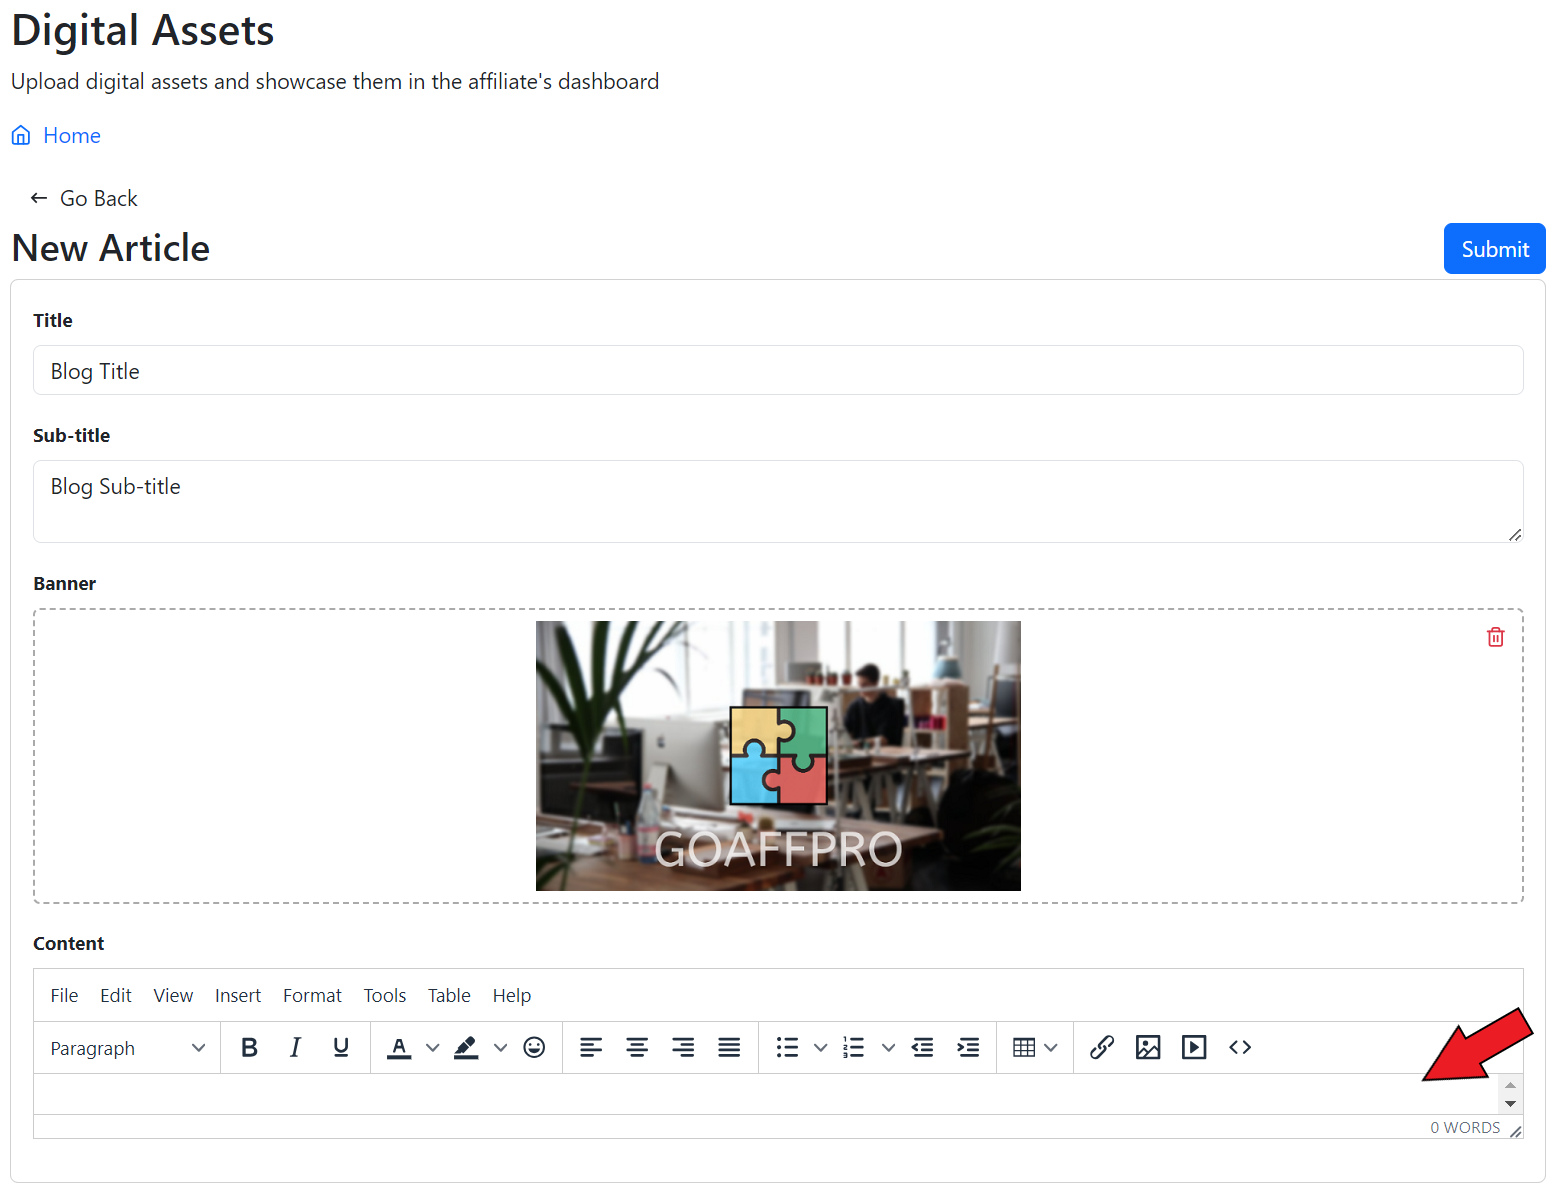 Digital Assets
Upload digital assets and showcase them in the affiliate's dashboard
Home
Go Back
New Article
Submit
Title
Blog Title
Sub-title
Blog Sub-title
Banner
GOAFFPRO
Content
File Edit View Insert Format Tools Table Help
Paragraph B I U A
0 WORDS